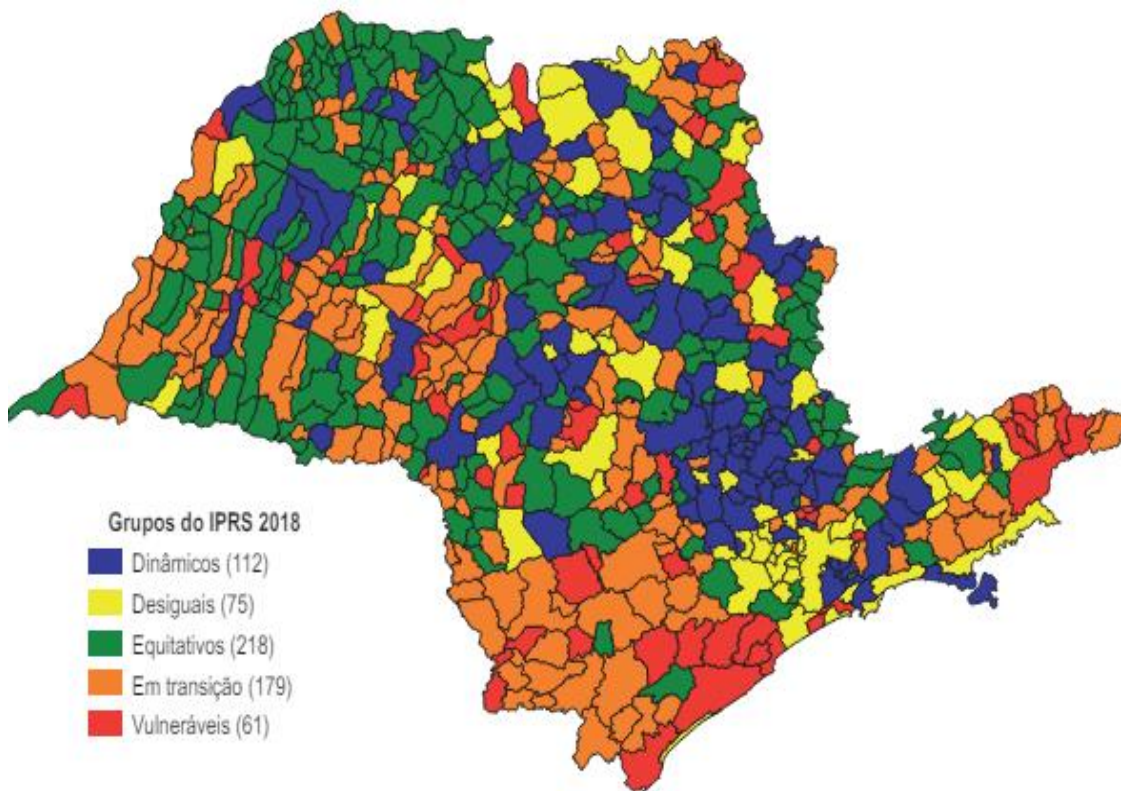 Grupos do IPRS 2018
Dinâmicos (112)
Desiguais (75)
Equitativos (218)
Em transição (179)
Vulneráveis (61)